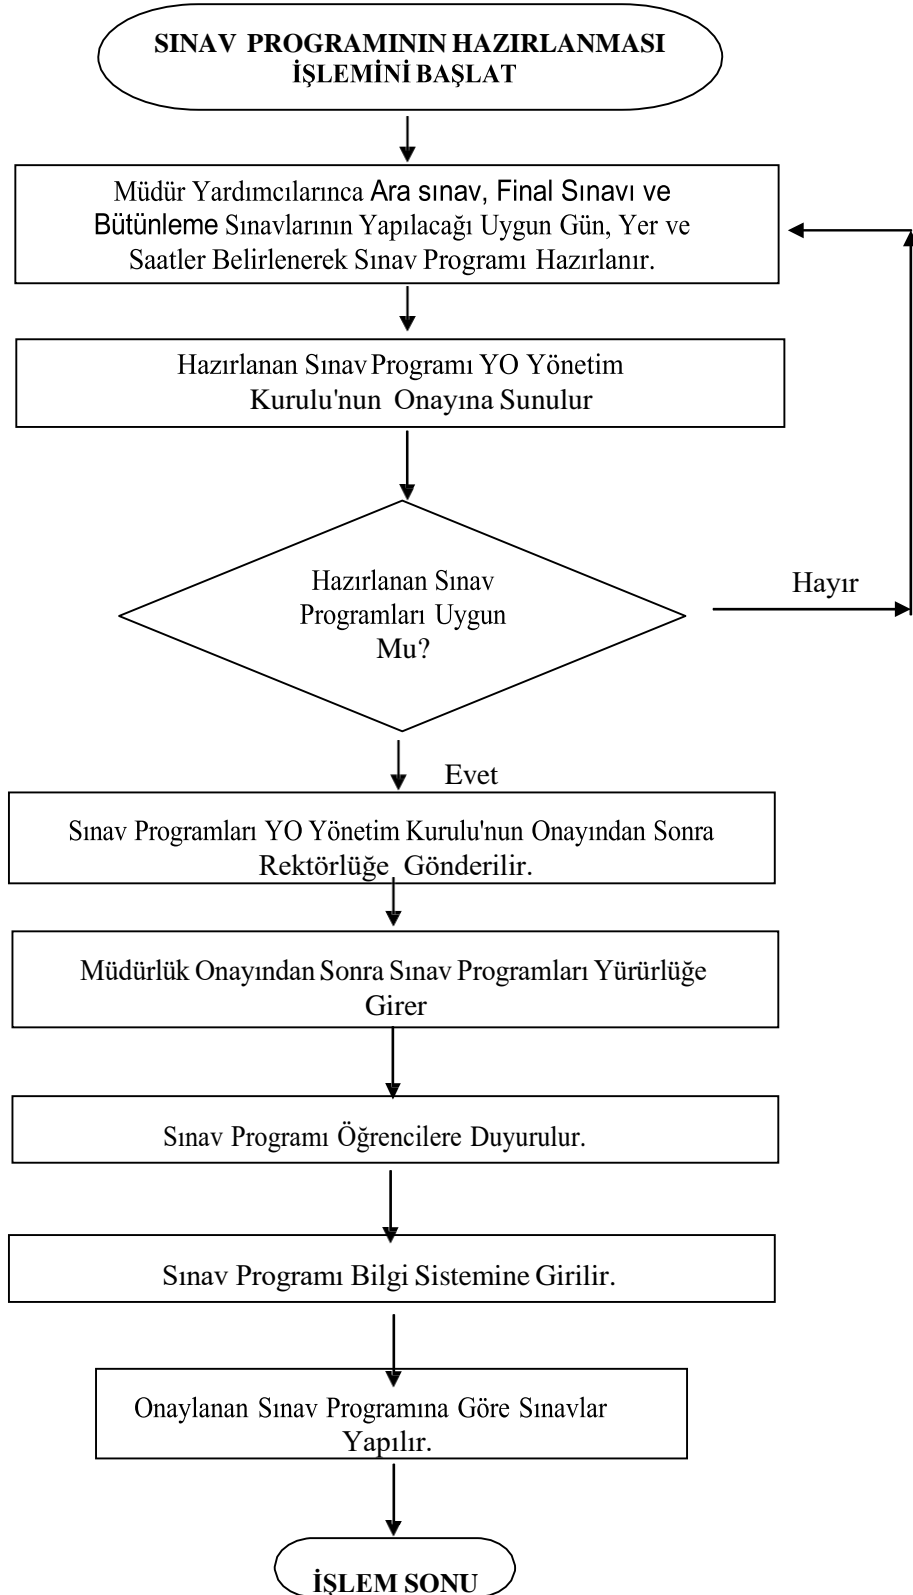 SINAV PROGRAMININ HAZIRLANMASI
İŞLEMİNİ BAŞLAT
Müdür Yardımcılarınca Ara sınav, Final Sınavı ve
Bütünleme Sınavlarının Yapılacağı Uygun Gün, Yer ve
Saatler Belirlenerek Sınav Programı Hazırlanır.
Hazırlanan Sınav Programı YO Yönetim
Kurulu'nun Onayına Sunulur
Hazırlanan Sınav
Programları Uygun
Mu?
Hayır
Evet
Sınav Programları YO Yönetim Kurulu'nun Onayından Sonra
Rektörlüğe Gönderilir.
Müdürlük Onayından Sonra Sınav Programları Yürürlüğe
Girer
Sınav Programı Öğrencilere Duyurulur.
Sınav Programı Bilgi Sistemine Girilir.
Onaylanan Sınav Programına Göre Sınavlar
Yapılır.
İŞLEM SONU